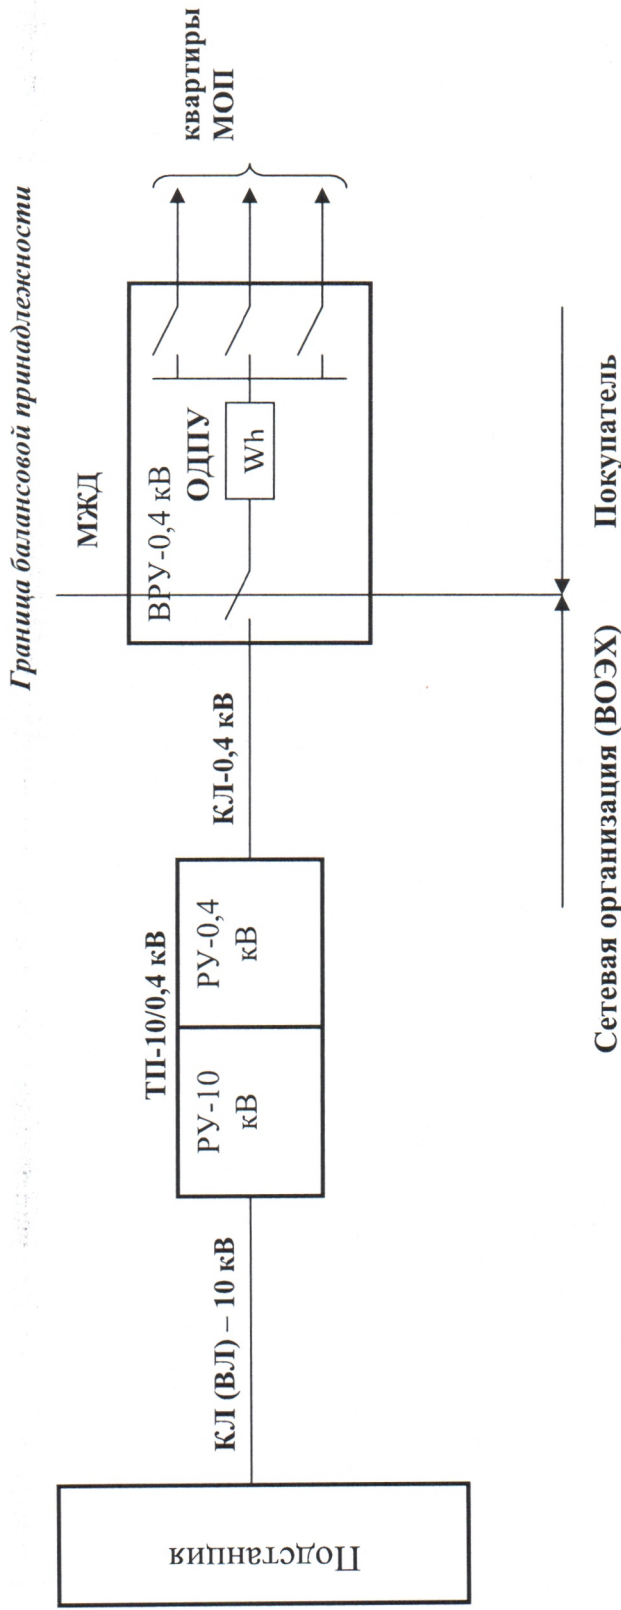 Граница балансовой принадлежности
МЖД
квартиры
МОП
ВРУ-0,4 кВ
ОДПУ
Wh
КЛ-0,4 кВ
ТП-10/0,4 кВ
РУ-10
кВ
РУ-0,4
кВ
КЛ (ВЛ) – 10 кВ
Подстанция
Сетевая организация (ВОЭХ)
Покупатель